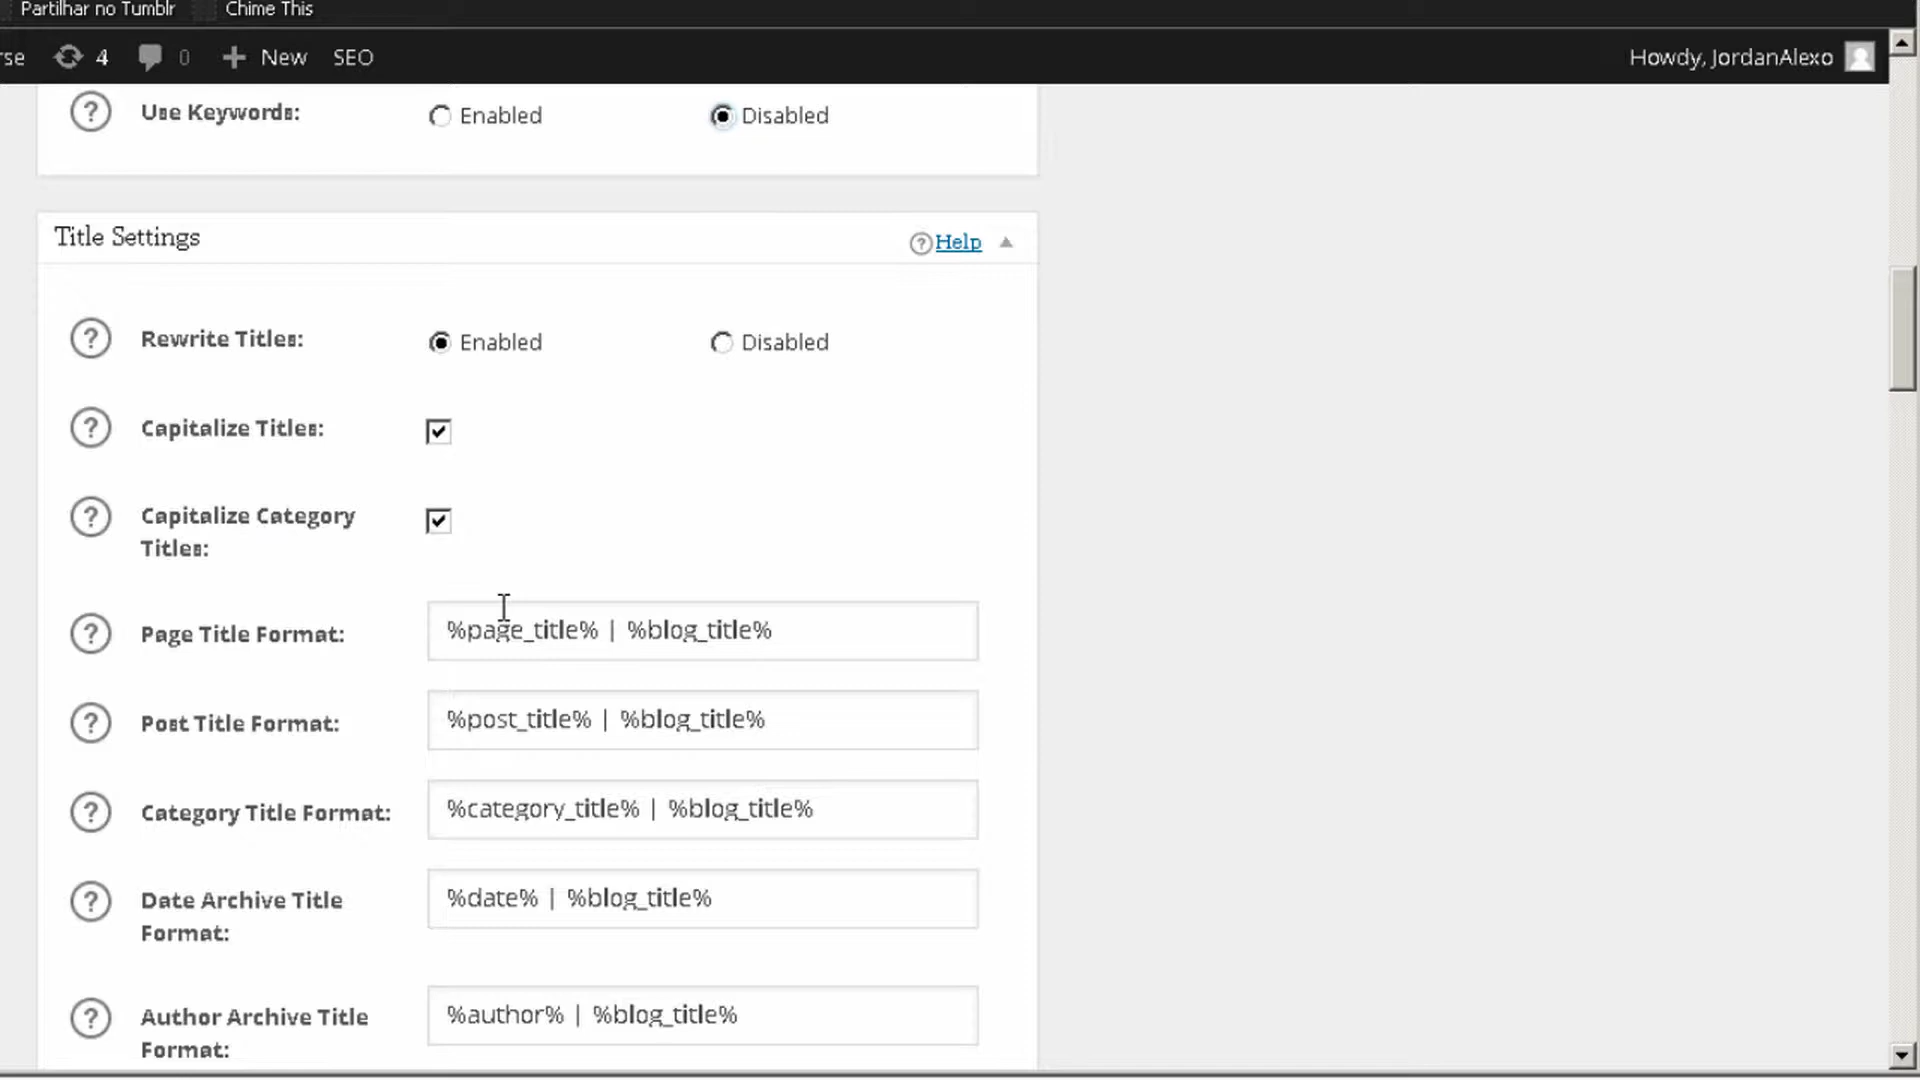 Partilhar no Tumblr Chime This
rse 4 0 New SEO Howdy, JordanAlexo
? Use Keywords: Enabled Disabled
Title Settings ? Help
? Rewrite Titles: Enabled Disabled
? Capitalize Titles:
? Capitalize Category
Titles:
? Page Title Format: %page_title% | %blog_title%
? Post Title Format: %post_title% | %blog_title%
? Category Title Format: %category_title% | %blog_title%
? Date Archive Title
Format: %date% | %blog_title%
? Author Archive Title
Format: %author% | %blog_title%